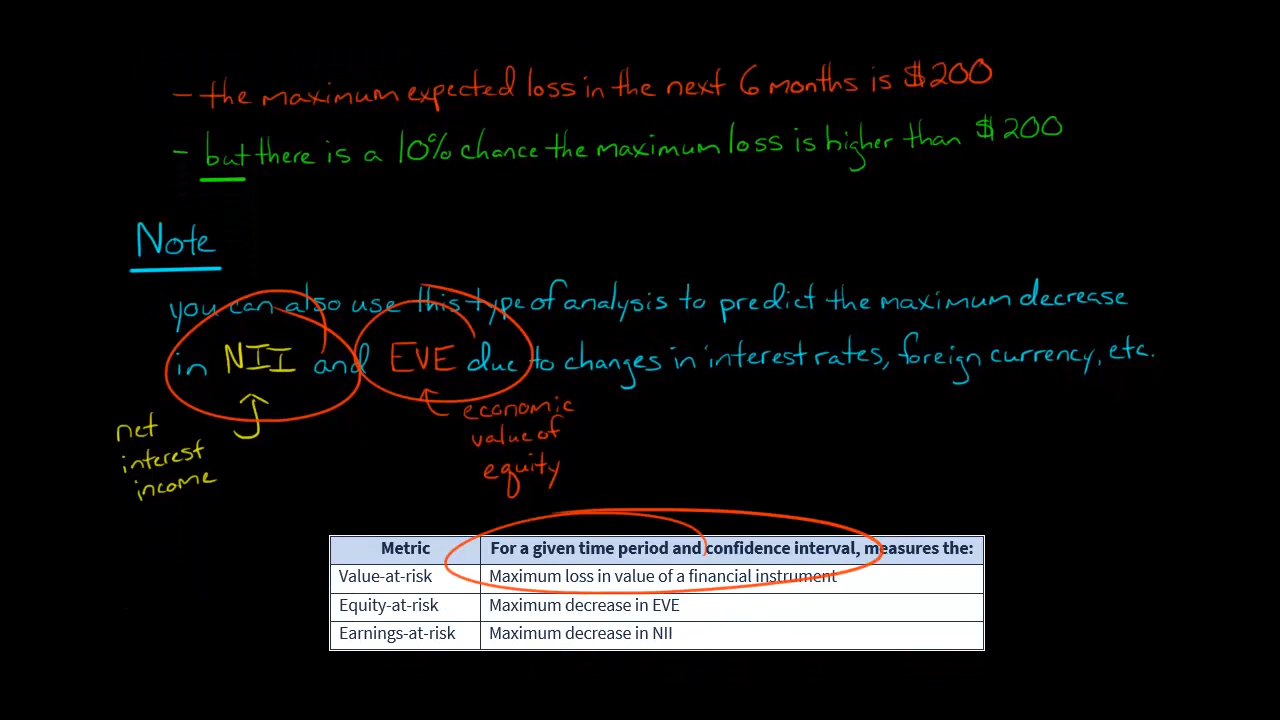 - the maximum expected loss in the next 6 months is $200
- but there is a 10% chance the maximum loss is higher than $200
Note
you can also use this type of analysis to predict the maximum decrease
in NII and EVE due to changes in interest rates, foreign currency, etc.
net
interest
income
economic
value of
equity
Metric For a given time period and confidence interval, measures the:
Value-at-risk Maximum loss in value of a financial instrument
Equity-at-risk Maximum decrease in EVE
Earnings-at-risk Maximum decrease in NII